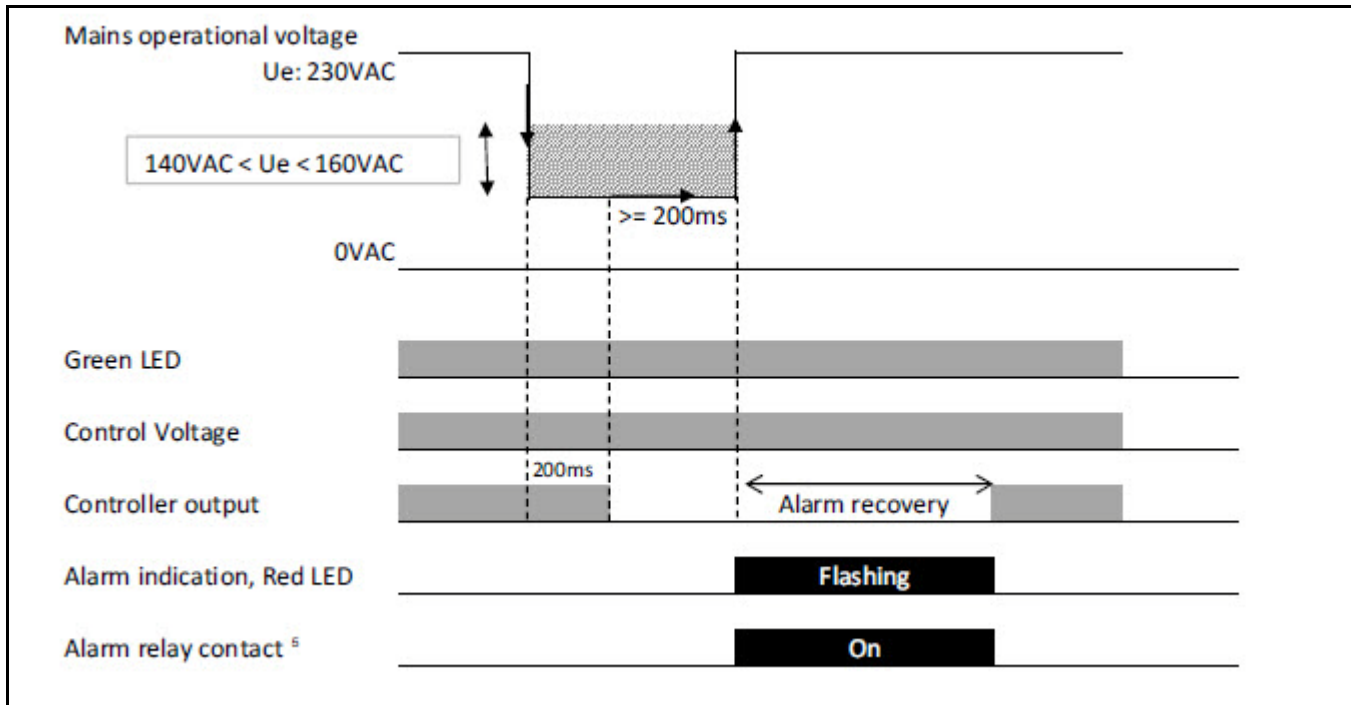 Mains operational voltage
Ue: 230VAC
140VAC < Ue < 160VAC
>= 200ms
0VAC
Green LED
Control Voltage
200ms
Controller output
Alarm recovery
Alarm indication, Red LED
Flashing
Alarm relay contact ⁵
On